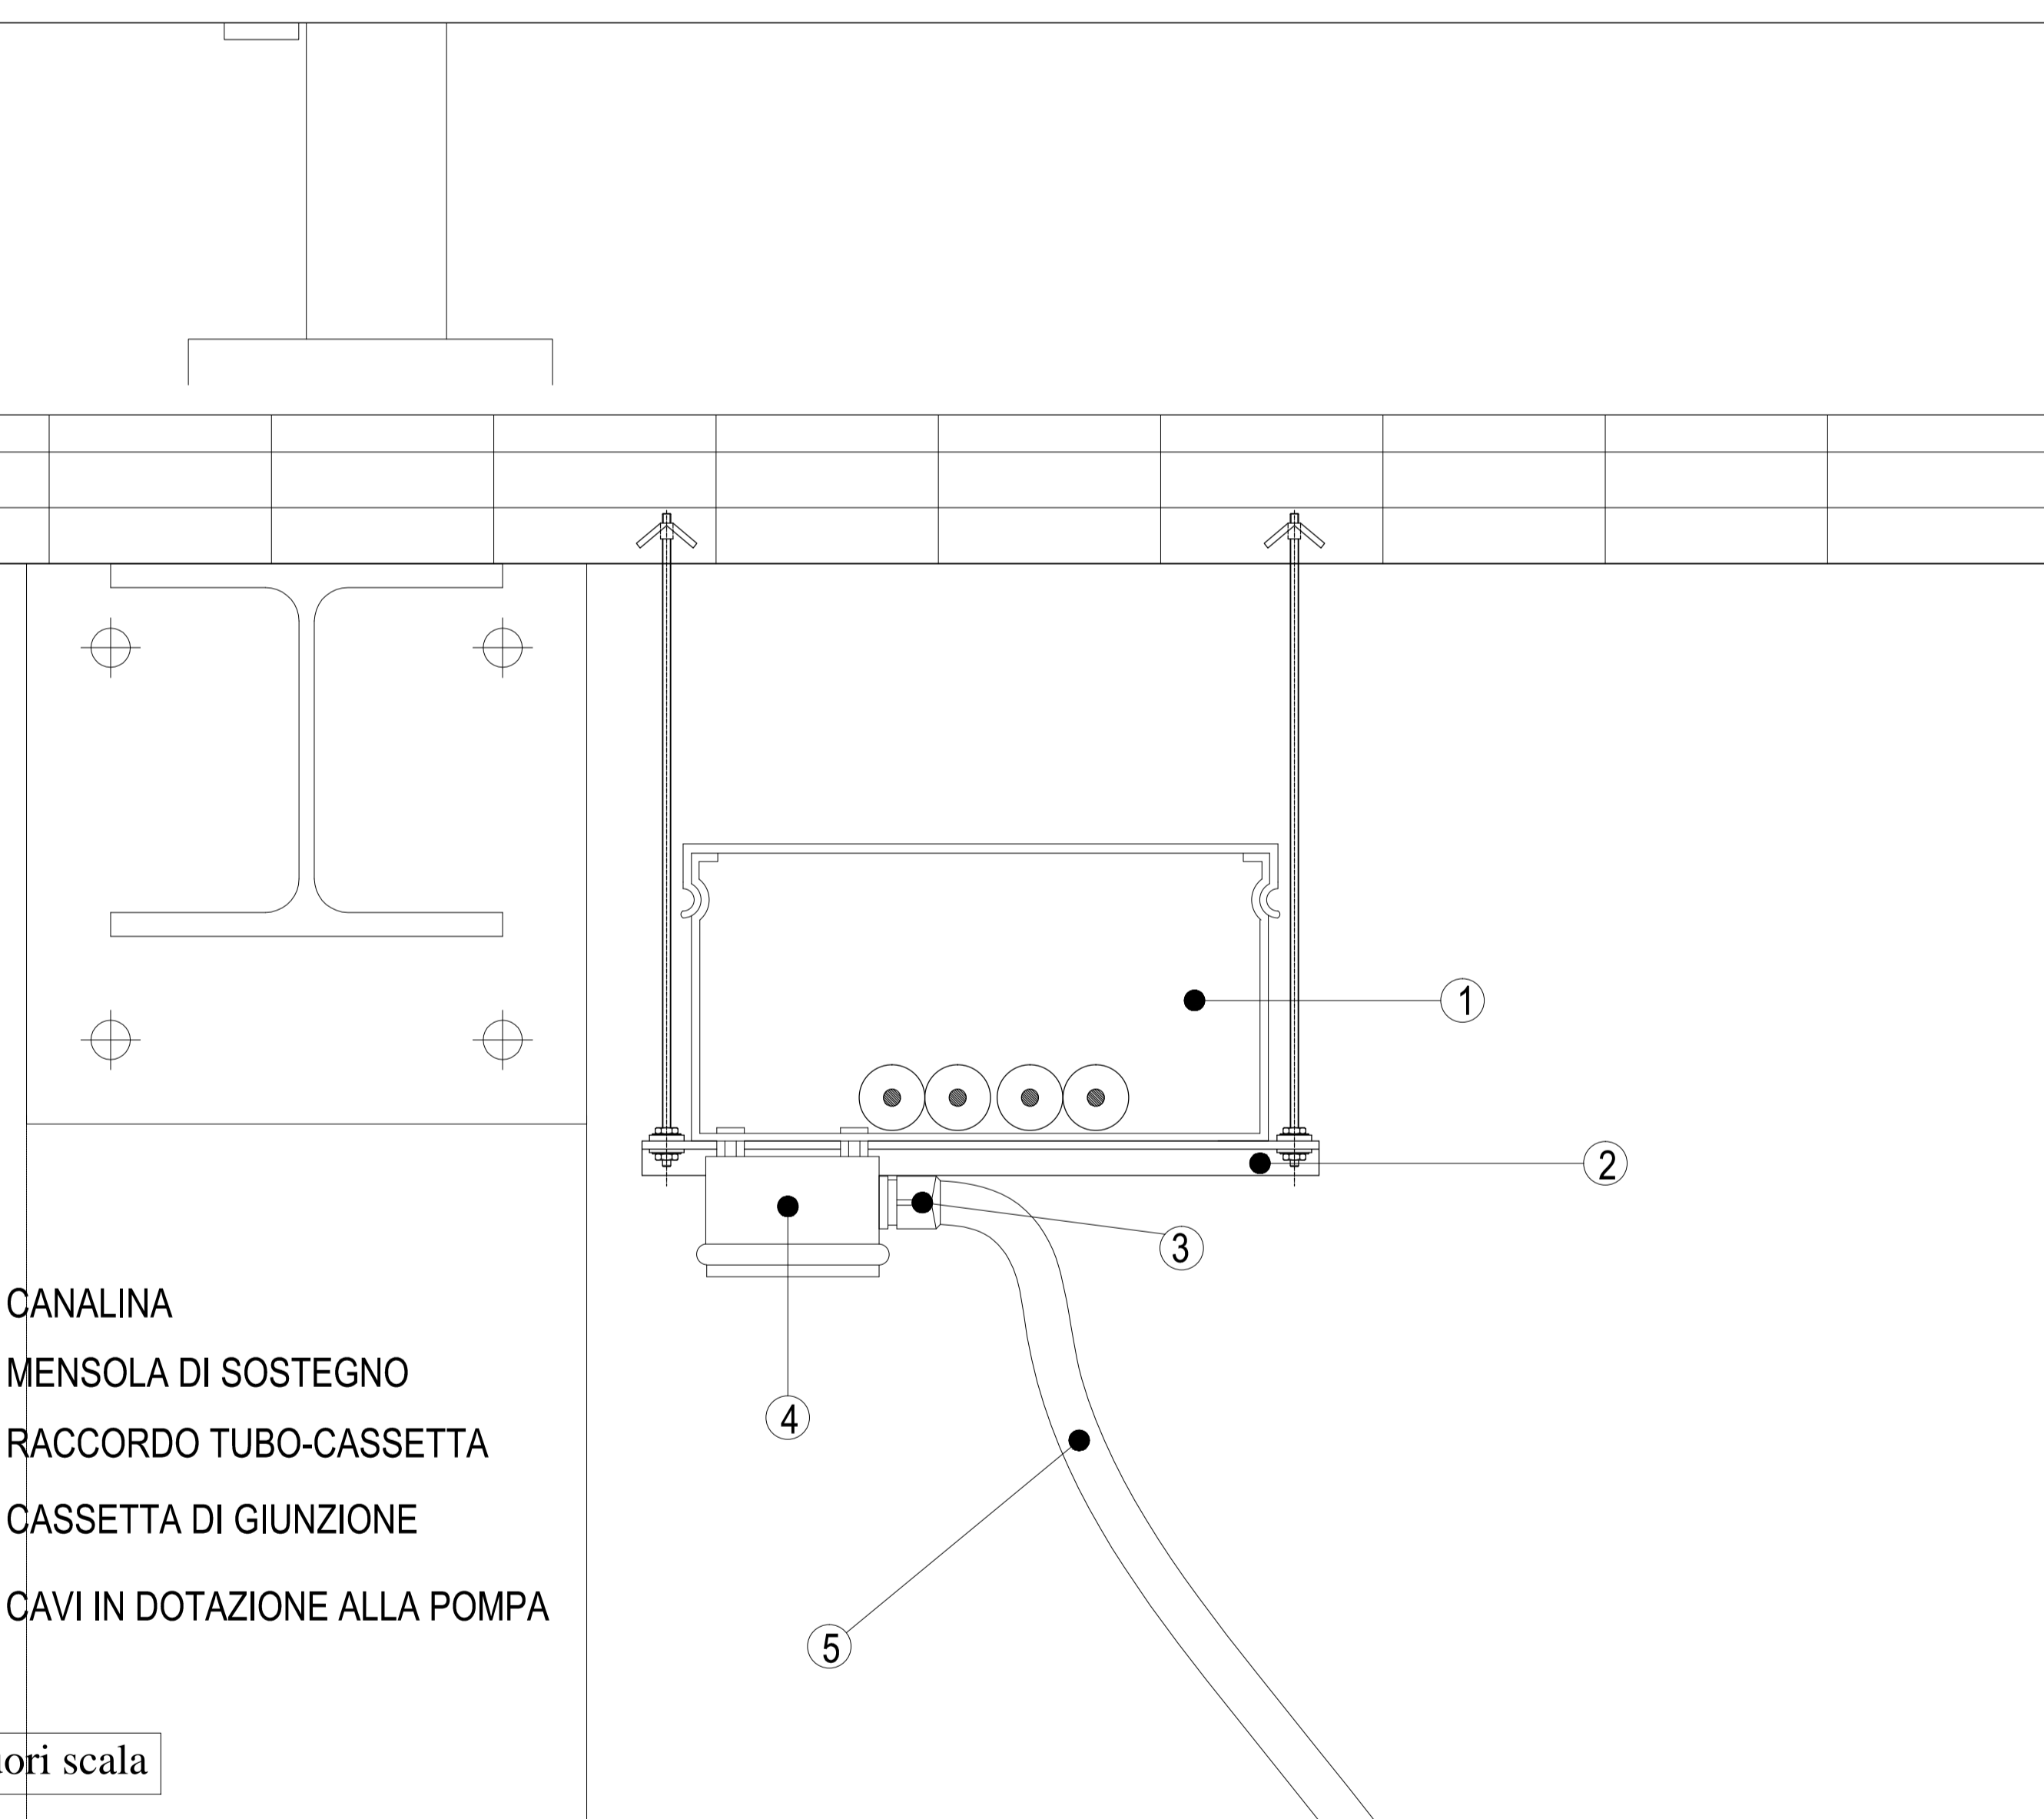 1
2
3
4
5
CANALINA
MENSOLA DI SOSTEGNO
RACCORDO TUBO-CASSETTA
CASSETTA DI GIUNZIONE
CAVI IN DOTAZIONE ALLA POMPA
scala